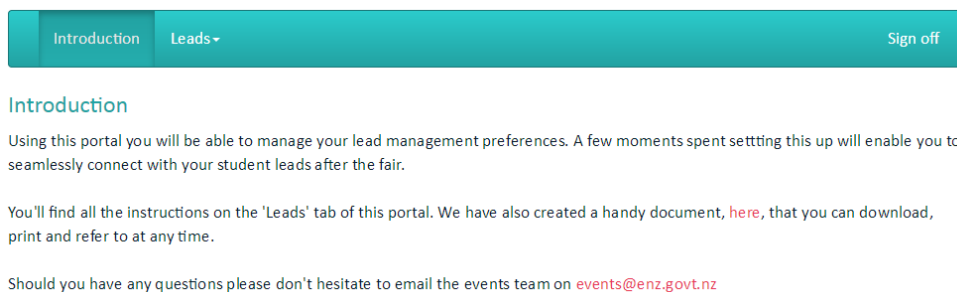 Introduction Leads Sign off
Introduction
Using this portal you will be able to manage your lead management preferences. A few moments spent settting this up will enable you to
seamlessly connect with your student leads after the fair.
You'll find all the instructions on the 'Leads' tab of this portal. We have also created a handy document, here, that you can download,
print and refer to at any time.
Should you have any questions please don't hesitate to email the events team on events@enz.govt.nz